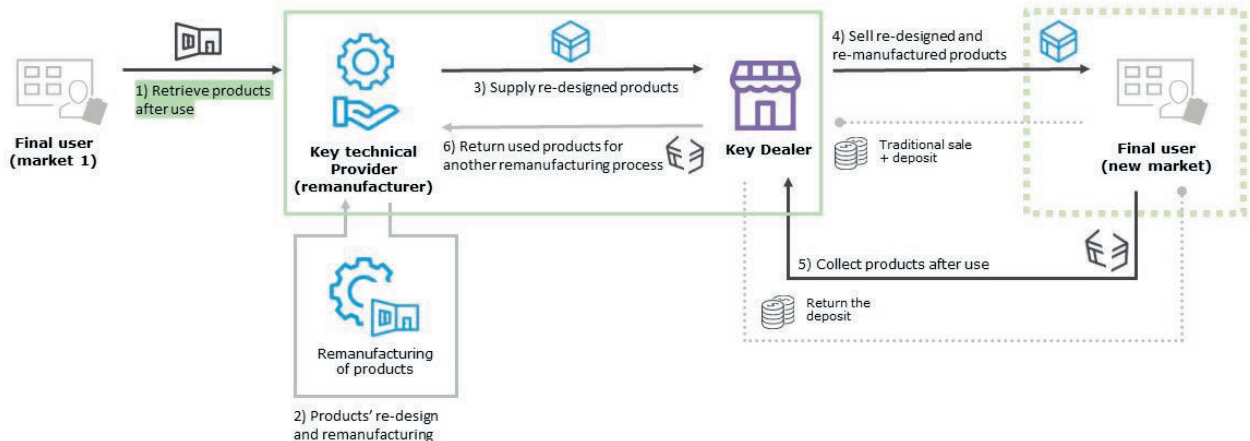 1) Retrieve products
after use
Final user
(market 1)
Key technical
Provider
(remanufacturer)
3) Supply re-designed products
6) Return used products for
another remanufacturing process
Key Dealer
4) Sell re-designed and
re-manufactured products
Traditional sale
+ deposit
Final user
(new market)
5) Collect products after use
Return the
deposit
Remanufacturing
of products
2) Products’ re-design
and remanufacturing